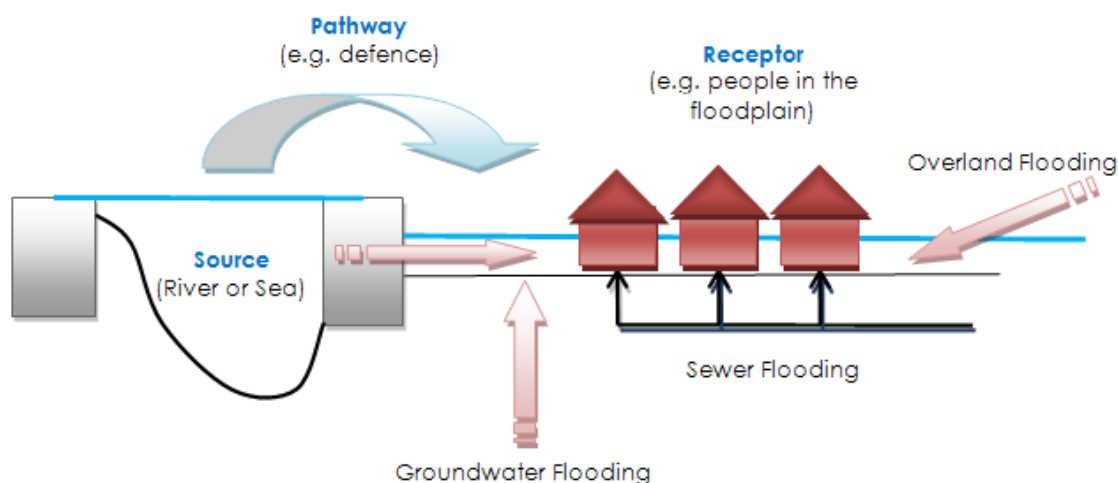 Pathway
(e.g. defence)
Receptor
(e.g. people in the
floodplain)
Overland Flooding
Source
(River or Sea)
Sewer Flooding
Groundwater Flooding